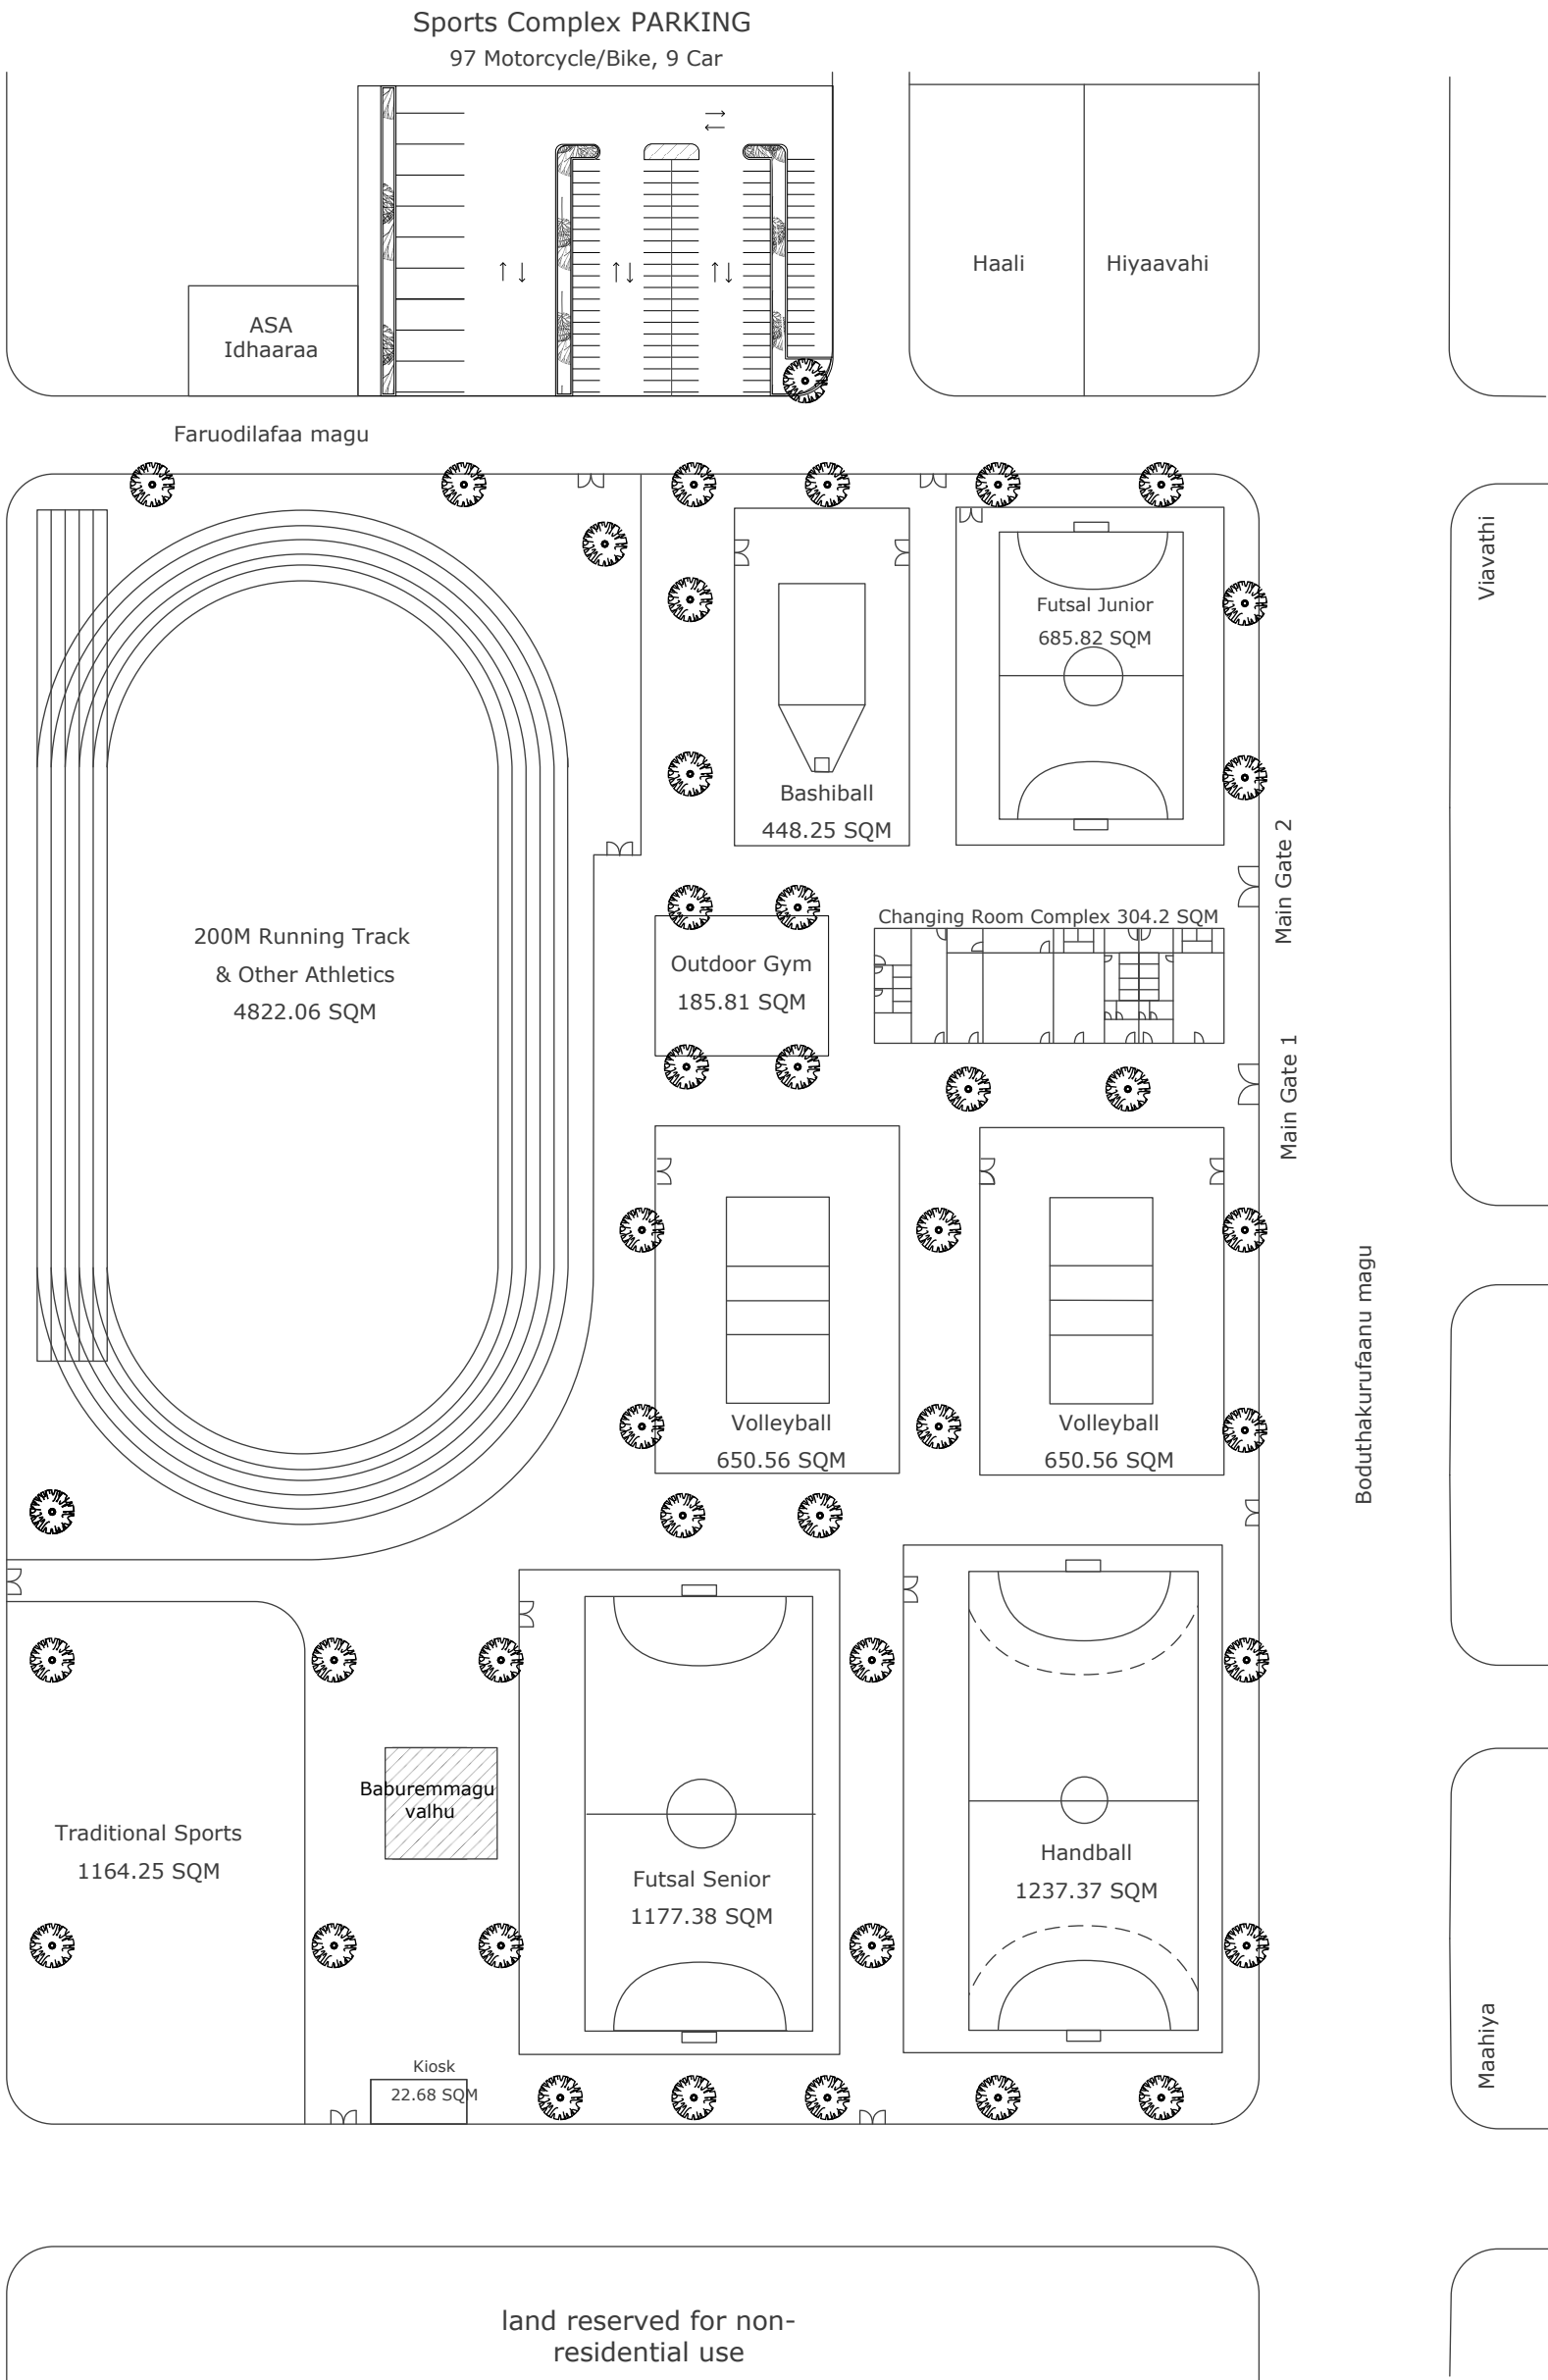 Sports Complex PARKING
97 Motorcycle/Bike, 9 Car
Haali
Hiyaavahi
ASA
Idhaaraa
Faruodilafaa magu
Viavathi
Futsal Junior
685.82 SQM
Bashiball
448.25 SQM
Main Gate 2
Changing Room Complex 304.2 SQM
200M Running Track
& Other Athletics
4822.06 SQM
Outdoor Gym
185.81 SQM
Main Gate 1
Boduthakurufaanu magu
Volleyball
650.56 SQM
Volleyball
650.56 SQM
Baburemmagu
valhu
Traditional Sports
1164.25 SQM
Futsal Senior
1177.38 SQM
Handball
1237.37 SQM
Maahiya
Kiosk
22.68 SQM
land reserved for non-
residential use